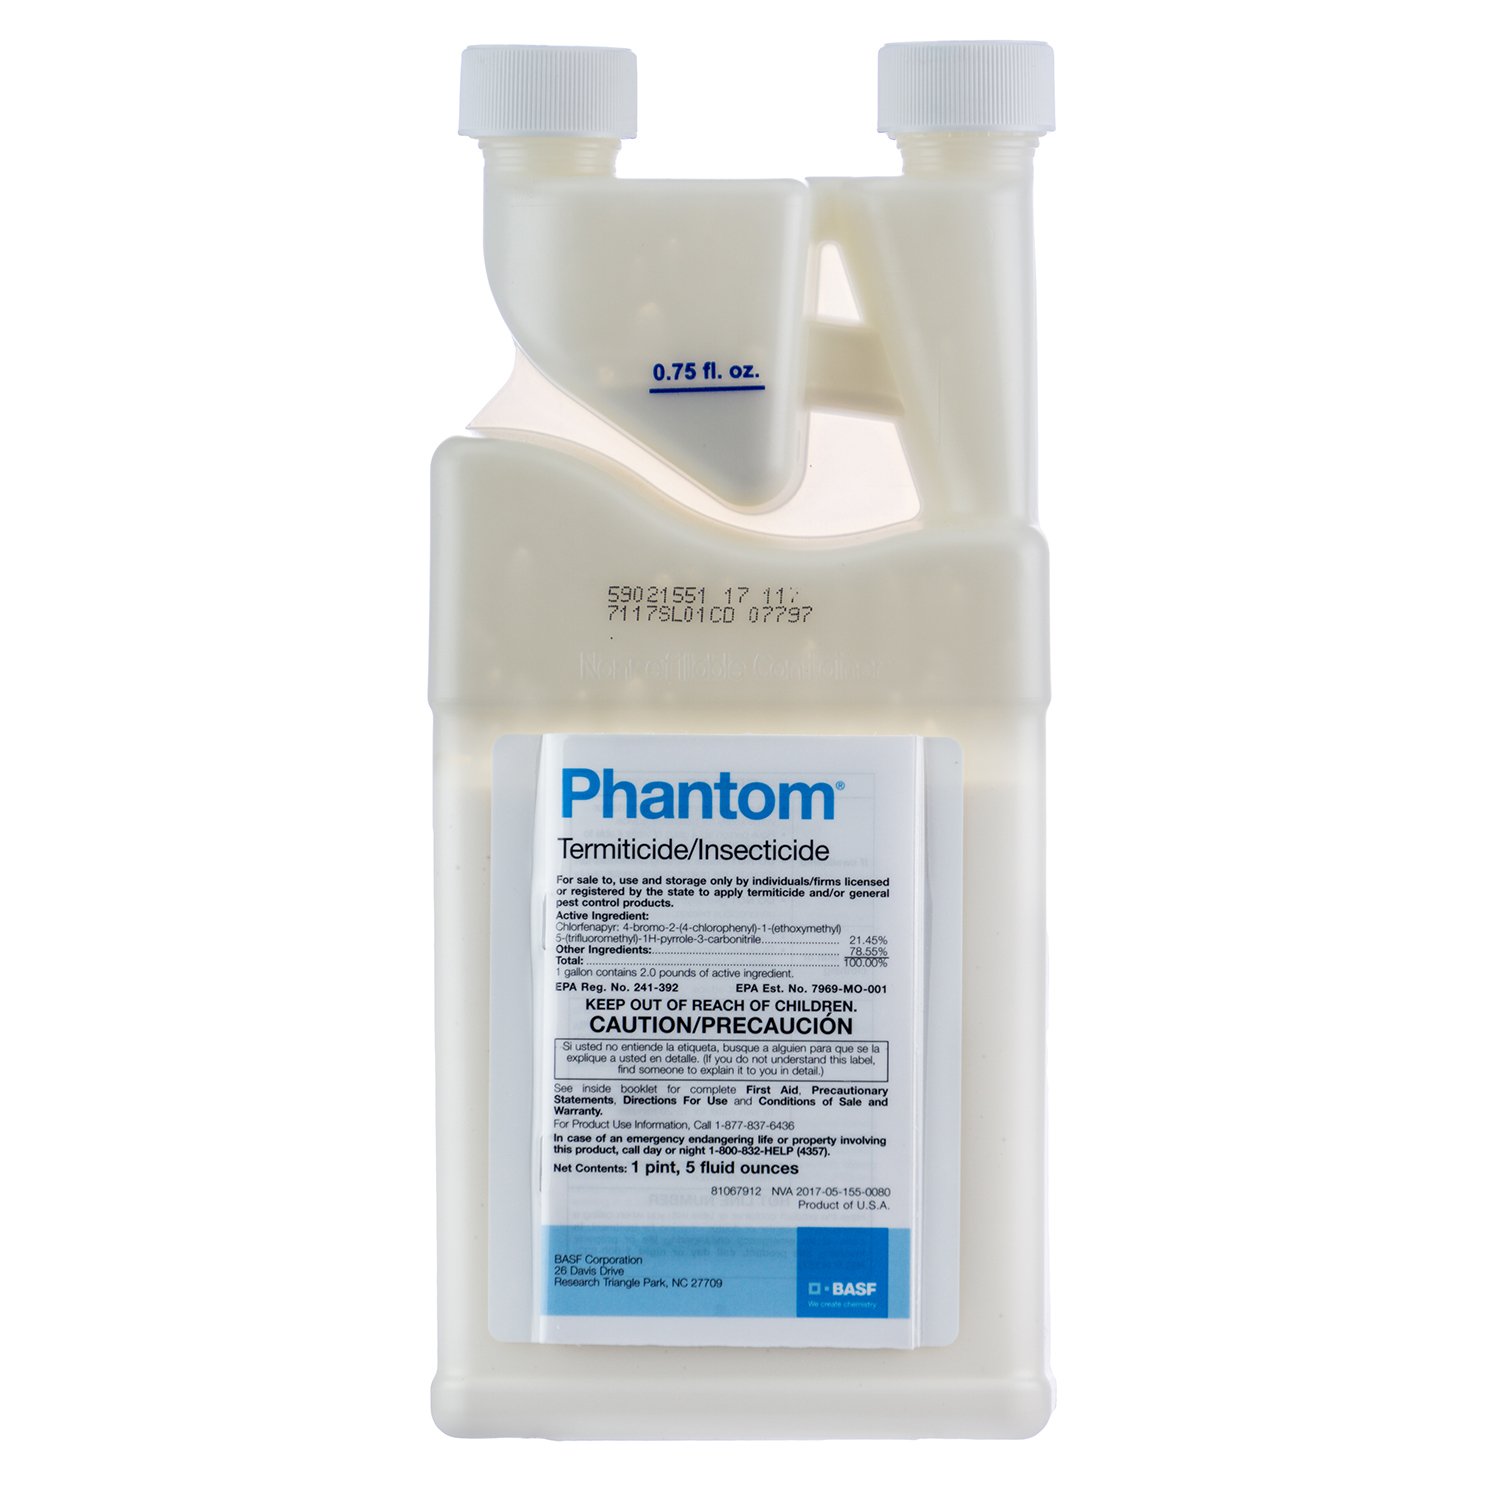 0.75 fl. oz.
59021551 17 117
7117SL01CD 07797
Non-refillable Container
Phantom®
Termiticide/Insecticide
For sale to, use and storage only by individuals/firms licensed
or registered by the state to apply termiticide and/or general
pest control products.
Active Ingredient:
Chlorfenapyr: 4-bromo-2-(4-chlorophenyl)-1-(ethoxymethyl)
5-(trifluoromethyl)-1H-pyrrole-3-carbonitrile.................... 21.45%
Other Ingredients:.................................................. 78.55%
Total: ................................................................ 100.00%
1 gallon contains 2.0 pounds of active ingredient.
EPA Reg. No. 241-392 EPA Est. No. 7969-MO-001
KEEP OUT OF REACH OF CHILDREN.
CAUTION/PRECAUCIÓN
Si usted no entiende la etiqueta, busque a alguien para que se la
explique a usted en detalle. (If you do not understand this label,
find someone to explain it to you in detail.)
See inside booklet for complete First Aid, Precautionary
Statements, Directions For Use and Conditions of Sale and
Warranty.
For Product Use Information, Call 1-877-837-6436
In case of an emergency endangering life or property involving
this product, call day or night 1-800-832-HELP (4357).
Net Contents: 1 pint, 5 fluid ounces
81067912 NVA 2017-05-155-0080
Product of U.S.A.
BASF Corporation
26 Davis Drive
Research Triangle Park, NC 27709
BASF
We create chemistry